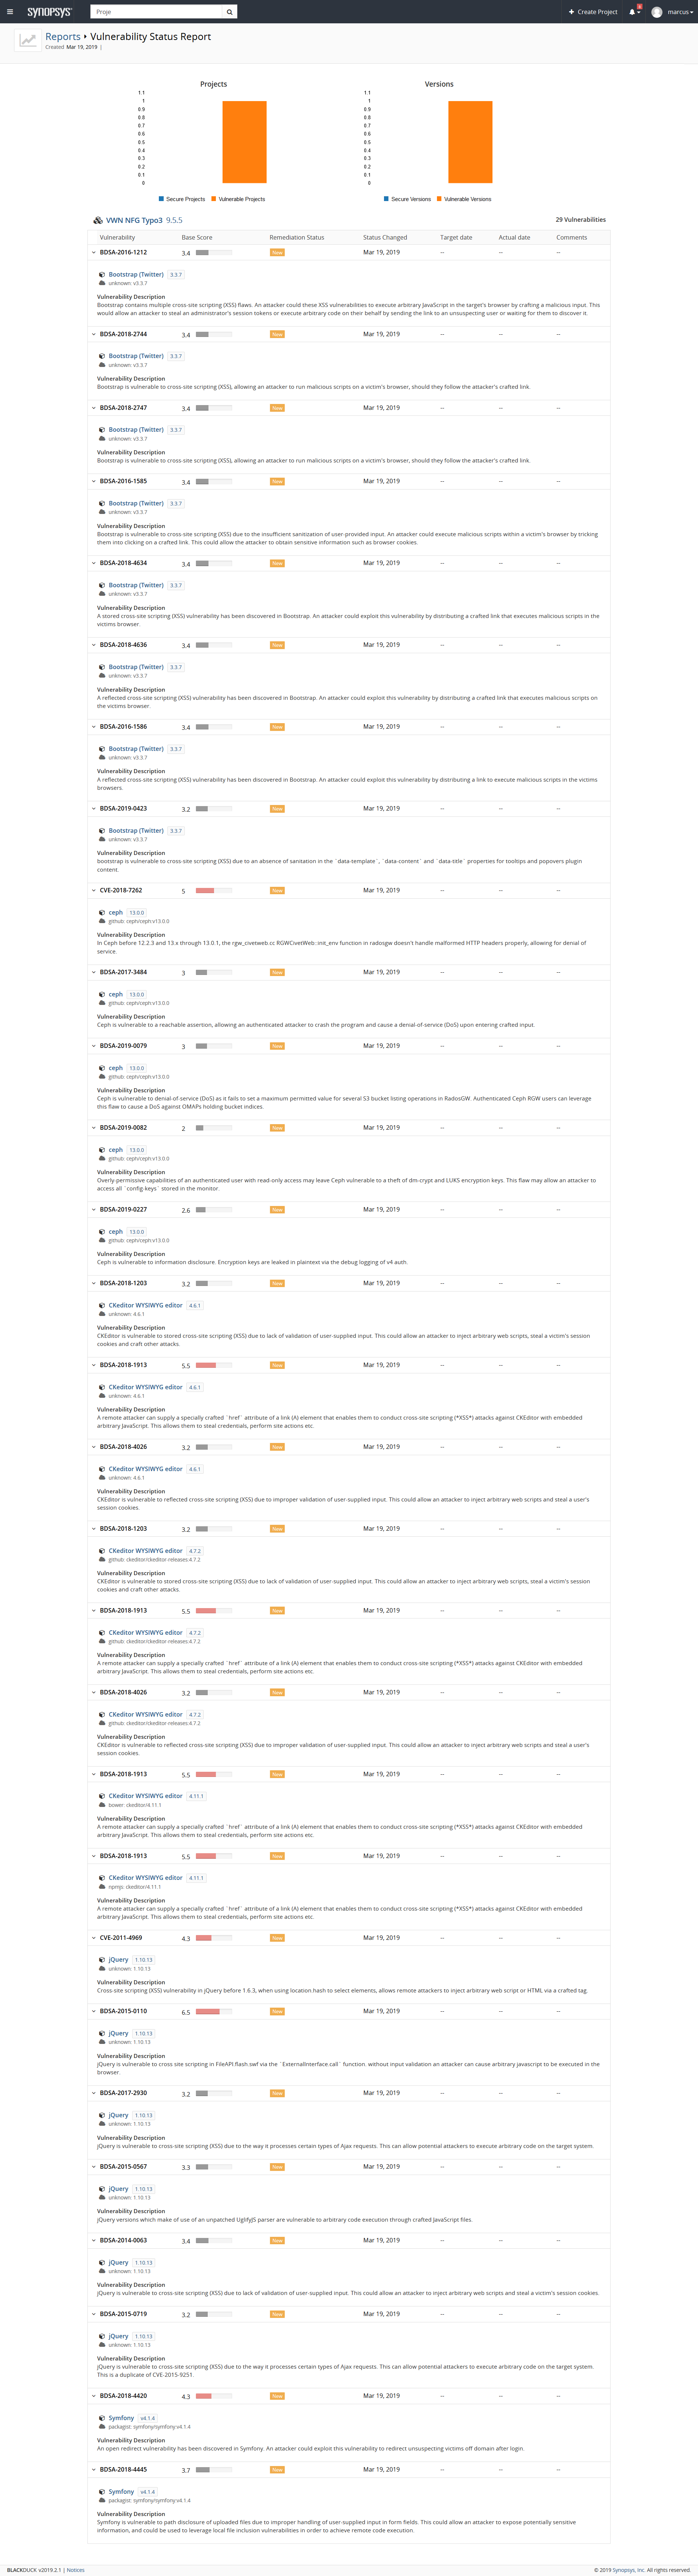 SYNOPSYS®
Proje
Create Project
marcus
Reports ▸ Vulnerability Status Report
Created Mar 19, 2019 |
Projects
1.1
1
0.9
0.8
0.7
0.6
0.5
0.4
0.3
0.2
0.1
0
Secure Projects Vulnerable Projects
Versions
1.1
1
0.9
0.8
0.7
0.6
0.5
0.4
0.3
0.2
0.1
0
Secure Versions Vulnerable Versions
VWN NFG Typo3 9.5.5 29 Vulnerabilities
Vulnerability Base Score Remediation Status Status Changed Target date Actual date Comments
BDSA-2016-1212 3.4 New Mar 19, 2019 -- -- --
Bootstrap (Twitter) 3.3.7
unknown: v3.3.7
Vulnerability Description
Bootstrap contains multiple cross-site scripting (XSS) flaws. An attacker could these XSS vulnerabilities to execute arbitrary JavaScript in the target's browser by crafting a malicious input. This
would allow an attacker to steal an administrator's session tokens or execute arbitrary code on their behalf by sending the link to an unsuspecting user or waiting for them to discover it.
BDSA-2018-2744 3.4 New Mar 19, 2019 -- -- --
Bootstrap (Twitter) 3.3.7
unknown: v3.3.7
Vulnerability Description
Bootstrap is vulnerable to cross-site scripting (XSS), allowing an attacker to run malicious scripts on a victim's browser, should they follow the attacker's crafted link.
BDSA-2018-2747 3.4 New Mar 19, 2019 -- -- --
Bootstrap (Twitter) 3.3.7
unknown: v3.3.7
Vulnerability Description
Bootstrap is vulnerable to cross-site scripting (XSS), allowing an attacker to run malicious scripts on a victim's browser, should they follow the attacker's crafted link.
BDSA-2016-1585 3.4 New Mar 19, 2019 -- -- --
Bootstrap (Twitter) 3.3.7
unknown: v3.3.7
Vulnerability Description
Bootstrap is vulnerable to cross-site scripting (XSS) due to the insufficient sanitization of user-provided input. An attacker could execute malicious scripts within a victim's browser by tricking
them into clicking on a crafted link. This could allow the attacker to obtain sensitive information such as browser cookies.
BDSA-2018-4634 3.4 New Mar 19, 2019 -- -- --
Bootstrap (Twitter) 3.3.7
unknown: v3.3.7
Vulnerability Description
A stored cross-site scripting (XSS) vulnerability has been discovered in Bootstrap. An attacker could exploit this vulnerability by distributing a crafted link that executes malicious scripts in the
victims browser.
BDSA-2018-4636 3.4 New Mar 19, 2019 -- -- --
Bootstrap (Twitter) 3.3.7
unknown: v3.3.7
Vulnerability Description
A reflected cross-site scripting (XSS) vulnerability has been discovered in Bootstrap. An attacker could exploit this vulnerability by distributing a crafted link that executes malicious scripts on
the victims browser.
BDSA-2016-1586 3.4 New Mar 19, 2019 -- -- --
Bootstrap (Twitter) 3.3.7
unknown: v3.3.7
Vulnerability Description
A reflected cross-site scripting (XSS) vulnerability has been discovered in Bootstrap. An attacker could exploit this vulnerability by distributing a link to execute malicious scripts in the victims
browsers.
BDSA-2019-0423 3.2 New Mar 19, 2019 -- -- --
Bootstrap (Twitter) 3.3.7
unknown: v3.3.7
Vulnerability Description
bootstrap is vulnerable to cross-site scripting (XSS) due to an absence of sanitation in the `data-template`, `data-content` and `data-title` properties for tooltips and popovers plugin
content.
CVE-2018-7262 5 New Mar 19, 2019 -- -- --
ceph 13.0.0
github: ceph/ceph:v13.0.0
Vulnerability Description
In Ceph before 12.2.3 and 13.x through 13.0.1, the rgw_civetweb.cc RGWCivetWeb::init_env function in radosgw doesn't handle malformed HTTP headers properly, allowing for denial of
service.
BDSA-2017-3484 3 New Mar 19, 2019 -- -- --
ceph 13.0.0
github: ceph/ceph:v13.0.0
Vulnerability Description
Ceph is vulnerable to a reachable assertion, allowing an authenticated attacker to crash the program and cause a denial-of-service (DoS) upon entering crafted input.
BDSA-2019-0079 3 New Mar 19, 2019 -- -- --
ceph 13.0.0
github: ceph/ceph:v13.0.0
Vulnerability Description
Ceph is vulnerable to denial-of-service (DoS) as it fails to set a maximum permitted value for several S3 bucket listing operations in RadosGW. Authenticated Ceph RGW users can leverage
this flaw to cause a DoS against OMAPs holding bucket indices.
BDSA-2019-0082 2 New Mar 19, 2019 -- -- --
ceph 13.0.0
github: ceph/ceph:v13.0.0
Vulnerability Description
Overly-permissive capabilities of an authenticated user with read-only access may leave Ceph vulnerable to a theft of dm-crypt and LUKS encryption keys. This flaw may allow an attacker to
access all `config-keys` stored in the monitor.
BDSA-2019-0227 2.6 New Mar 19, 2019 -- -- --
ceph 13.0.0
github: ceph/ceph:v13.0.0
Vulnerability Description
Ceph is vulnerable to information disclosure. Encryption keys are leaked in plaintext via the debug logging of v4 auth.
BDSA-2018-1203 3.2 New Mar 19, 2019 -- -- --
CKeditor WYSIWYG editor 4.6.1
unknown: 4.6.1
Vulnerability Description
CKEditor is vulnerable to stored cross-site scripting (XSS) due to lack of validation of user-supplied input. This could allow an attacker to inject arbitrary web scripts, steal a victim's session
cookies and craft other attacks.
BDSA-2018-1913 5.5 New Mar 19, 2019 -- -- --
CKeditor WYSIWYG editor 4.6.1
unknown: 4.6.1
Vulnerability Description
A remote attacker can supply a specially crafted `href` attribute of a link (A) element that enables them to conduct cross-site scripting (*XSS*) attacks against CKEditor with embedded
arbitrary JavaScript. This allows them to steal credentials, perform site actions etc.
BDSA-2018-4026 3.2 New Mar 19, 2019 -- -- --
CKeditor WYSIWYG editor 4.6.1
unknown: 4.6.1
Vulnerability Description
CKEditor is vulnerable to reflected cross-site scripting (XSS) due to improper validation of user-supplied input. This could allow an attacker to inject arbitrary web scripts and steal a user's
session cookies.
BDSA-2018-1203 3.2 New Mar 19, 2019 -- -- --
CKeditor WYSIWYG editor 4.7.2
github: ckeditor/ckeditor-releases:4.7.2
Vulnerability Description
CKEditor is vulnerable to stored cross-site scripting (XSS) due to lack of validation of user-supplied input. This could allow an attacker to inject arbitrary web scripts, steal a victim's session
cookies and craft other attacks.
BDSA-2018-1913 5.5 New Mar 19, 2019 -- -- --
CKeditor WYSIWYG editor 4.7.2
github: ckeditor/ckeditor-releases:4.7.2
Vulnerability Description
A remote attacker can supply a specially crafted `href` attribute of a link (A) element that enables them to conduct cross-site scripting (*XSS*) attacks against CKEditor with embedded
arbitrary JavaScript. This allows them to steal credentials, perform site actions etc.
BDSA-2018-4026 3.2 New Mar 19, 2019 -- -- --
CKeditor WYSIWYG editor 4.7.2
github: ckeditor/ckeditor-releases:4.7.2
Vulnerability Description
CKEditor is vulnerable to reflected cross-site scripting (XSS) due to improper validation of user-supplied input. This could allow an attacker to inject arbitrary web scripts and steal a user's
session cookies.
BDSA-2018-1913 5.5 New Mar 19, 2019 -- -- --
CKeditor WYSIWYG editor 4.11.1
bower: ckeditor/4.11.1
Vulnerability Description
A remote attacker can supply a specially crafted `href` attribute of a link (A) element that enables them to conduct cross-site scripting (*XSS*) attacks against CKEditor with embedded
arbitrary JavaScript. This allows them to steal credentials, perform site actions etc.
BDSA-2018-1913 5.5 New Mar 19, 2019 -- -- --
CKeditor WYSIWYG editor 4.11.1
npmjs: ckeditor/4.11.1
Vulnerability Description
A remote attacker can supply a specially crafted `href` attribute of a link (A) element that enables them to conduct cross-site scripting (*XSS*) attacks against CKEditor with embedded
arbitrary JavaScript. This allows them to steal credentials, perform site actions etc.
CVE-2011-4969 4.3 New Mar 19, 2019 -- -- --
jQuery 1.10.13
unknown: 1.10.13
Vulnerability Description
Cross-site scripting (XSS) vulnerability in jQuery before 1.6.3, when using location.hash to select elements, allows remote attackers to inject arbitrary web script or HTML via a crafted tag.
BDSA-2015-0110 6.5 New Mar 19, 2019 -- -- --
jQuery 1.10.13
unknown: 1.10.13
Vulnerability Description
jQuery is vulnerable to cross site scripting in FileAPI.flash.swf via the `ExternalInterface call` function. without input validation an attacker can cause arbitrary javascript to be executed in the
browser.
BDSA-2017-2930 3.2 New Mar 19, 2019 -- -- --
jQuery 1.10.13
unknown: 1.10.13
Vulnerability Description
jQuery is vulnerable to cross-site scripting (XSS) due to the way it processes certain types of Ajax requests. This can allow potential attackers to execute arbitrary code on the target system.
BDSA-2015-0567 3.3 New Mar 19, 2019 -- -- --
jQuery 1.10.13
unknown: 1.10.13
Vulnerability Description
jQuery versions which make of use of an unpatched UglifyJS parser are vulnerable to arbitrary code execution through crafted JavaScript files.
BDSA-2014-0063 3.4 New Mar 19, 2019 -- -- --
jQuery 1.10.13
unknown: 1.10.13
Vulnerability Description
jQuery is vulnerable to cross-site scripting (XSS) due to lack of validation of user-supplied input. This could allow an attacker to inject arbitrary web scripts and steal a victim's session cookies.
BDSA-2015-0719 3.2 New Mar 19, 2019 -- -- --
jQuery 1.10.13
unknown: 1.10.13
Vulnerability Description
jQuery is vulnerable to cross-site scripting (XSS) due to the way it processes certain types of Ajax requests. This can allow potential attackers to execute arbitrary code on the target system.
This is a duplicate of CVE-2015-9251.
BDSA-2018-4420 4.3 New Mar 19, 2019 -- -- --
Symfony v4.1.4
packagist: symfony/symfony:v4.1.4
Vulnerability Description
An open redirect vulnerability has been discovered in Symfony. An attacker could exploit this vulnerability to redirect unsuspecting victims off domain after login.
BDSA-2018-4445 3.7 New Mar 19, 2019 -- -- --
Symfony v4.1.4
packagist: symfony/symfony:v4.1.4
Vulnerability Description
Symfony is vulnerable to path disclosure of uploaded files due to improper handling of user-supplied input in form fields. This could allow an attacker to expose potentially sensitive
information, and could be used to leverage local file inclusion vulnerabilities in order to achieve remote code execution.
BLACKDUCK v2019.2.1 | Notices © 2019 Synopsys, Inc. All rights reserved.